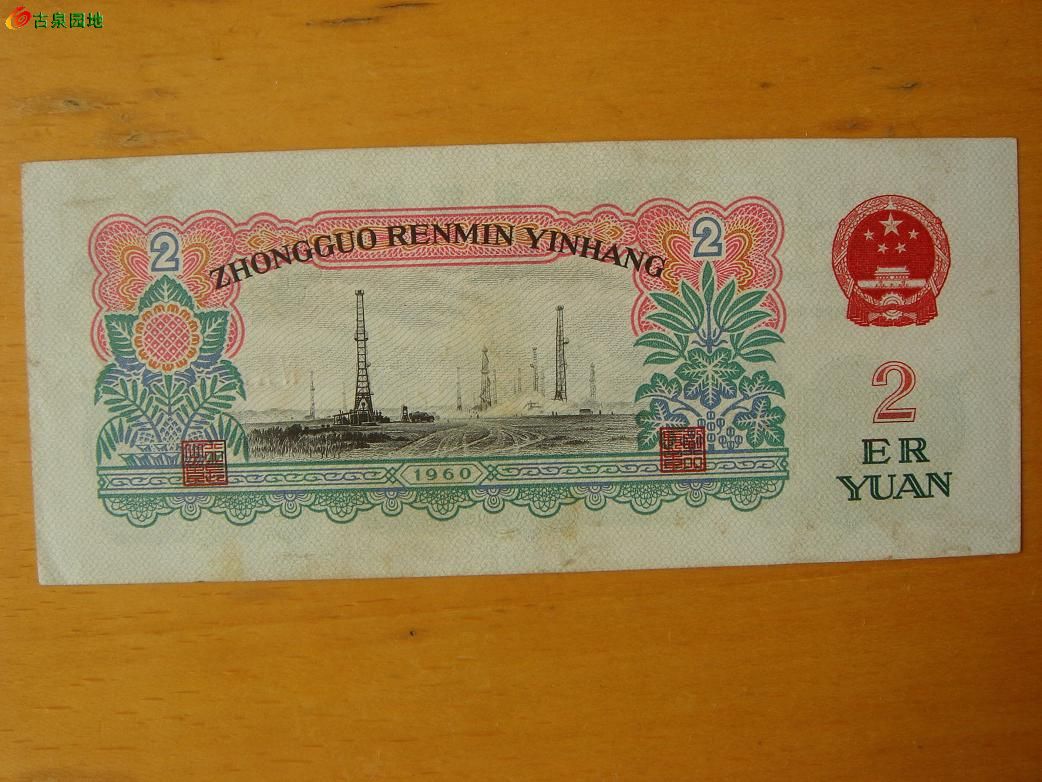 古泉园地
ZHONGGUO RENMIN YINHANG
2
2
2
ER
YUAN
1960